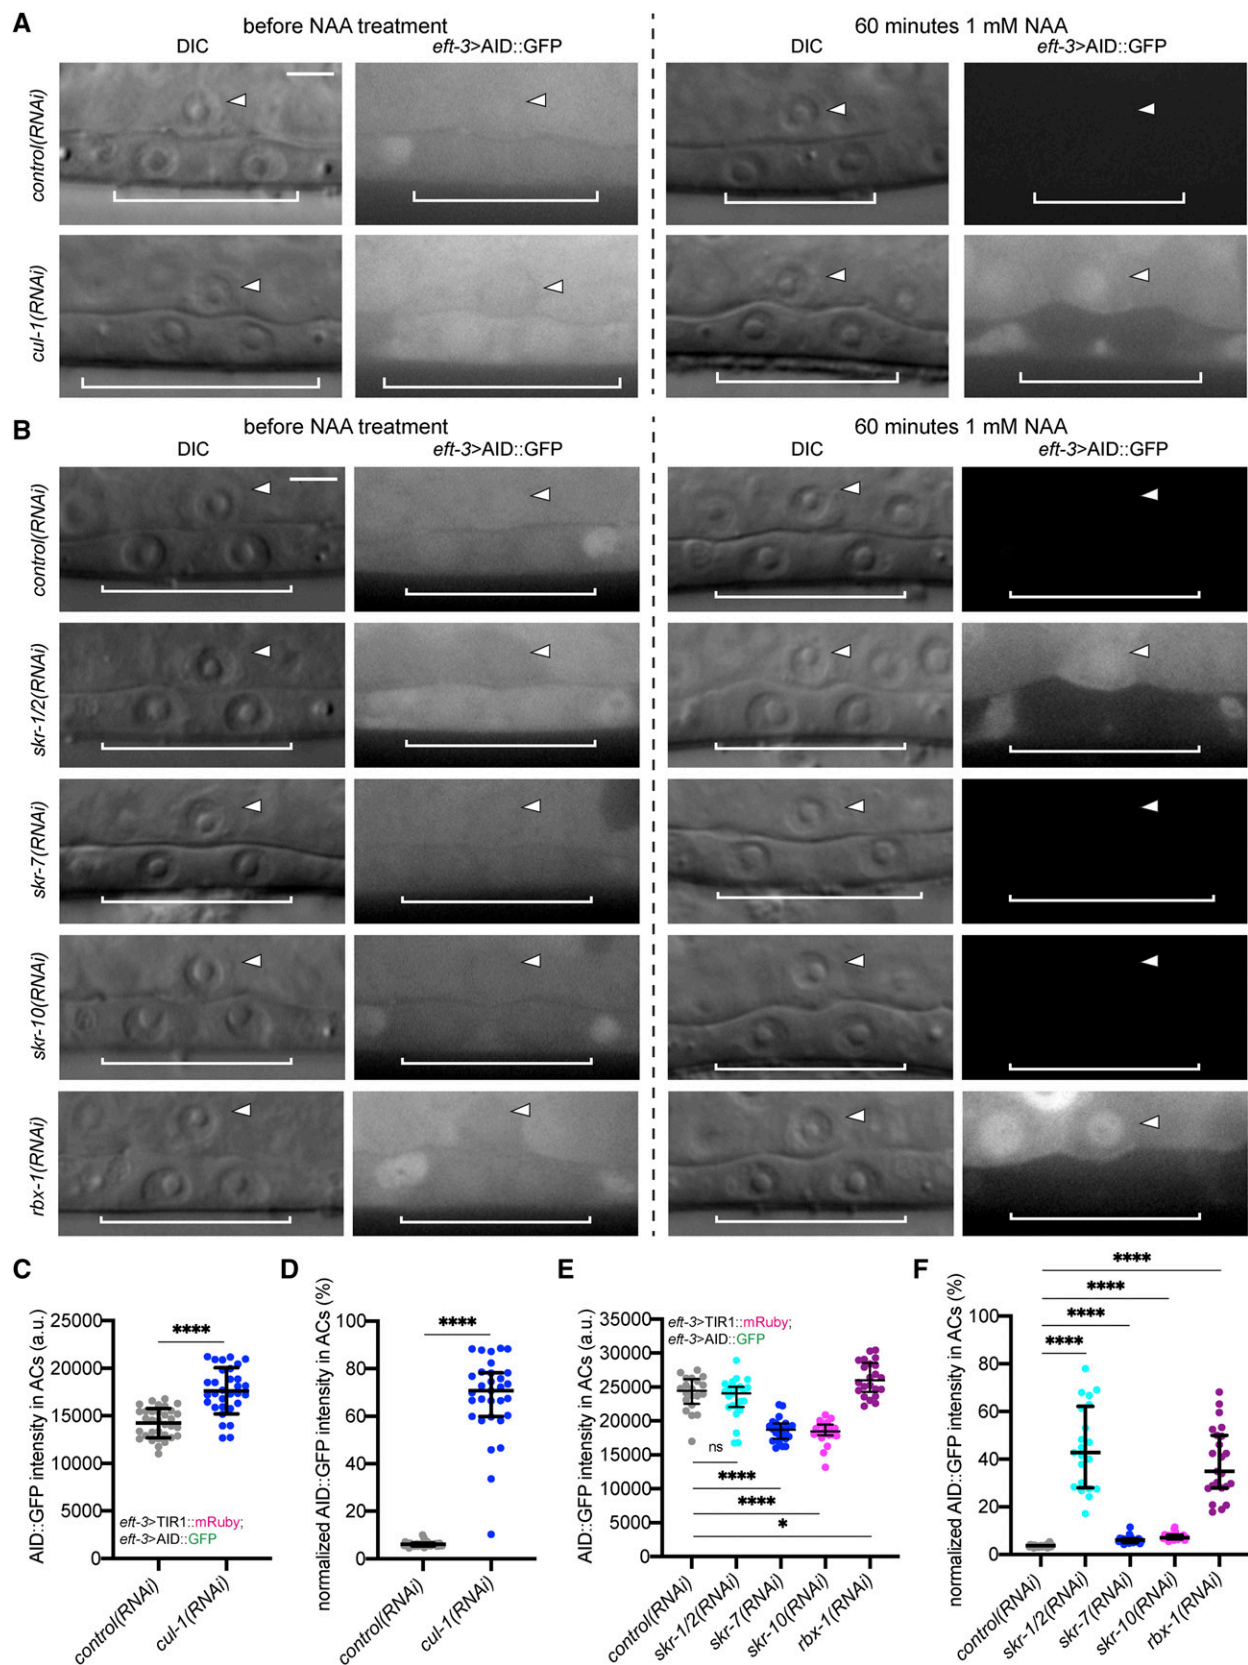 A
before NAA treatment
60 minutes 1 mM NAA
DIC
eft-3>AID::GFP
DIC
eft-3>AID::GFP
control(RNAi)
cul-1(RNAi)
B
before NAA treatment
60 minutes 1 mM NAA
DIC
eft-3>AID::GFP
DIC
eft-3>AID::GFP
control(RNAi)
skr-1/2(RNAi)
skr-7(RNAi)
skr-10(RNAi)
rbx-1(RNAi)
C
AID::GFP intensity in ACs (a.u.)
25000
20000
15000
10000
5000
0
****
eft-3>TIR1::mRuby;
eft-3>AID::GFP
control(RNAi)
cul-1(RNAi)
D
normalized AID::GFP intensity in ACs (%)
100
80
60
40
20
0
****
control(RNAi)
cul-1(RNAi)
E
AID::GFP intensity in ACs (a.u.)
35000
30000
25000
20000
15000
10000
5000
0
eft-3>TIR1::mRuby;
eft-3>AID::GFP
ns
****
****
*
control(RNAi)
skr-1/2(RNAi)
skr-7(RNAi)
skr-10(RNAi)
rbx-1(RNAi)
F
normalized AID::GFP intensity in ACs (%)
100
80
60
40
20
0
****
****
****
****
control(RNAi)
skr-1/2(RNAi)
skr-7(RNAi)
skr-10(RNAi)
rbx-1(RNAi)